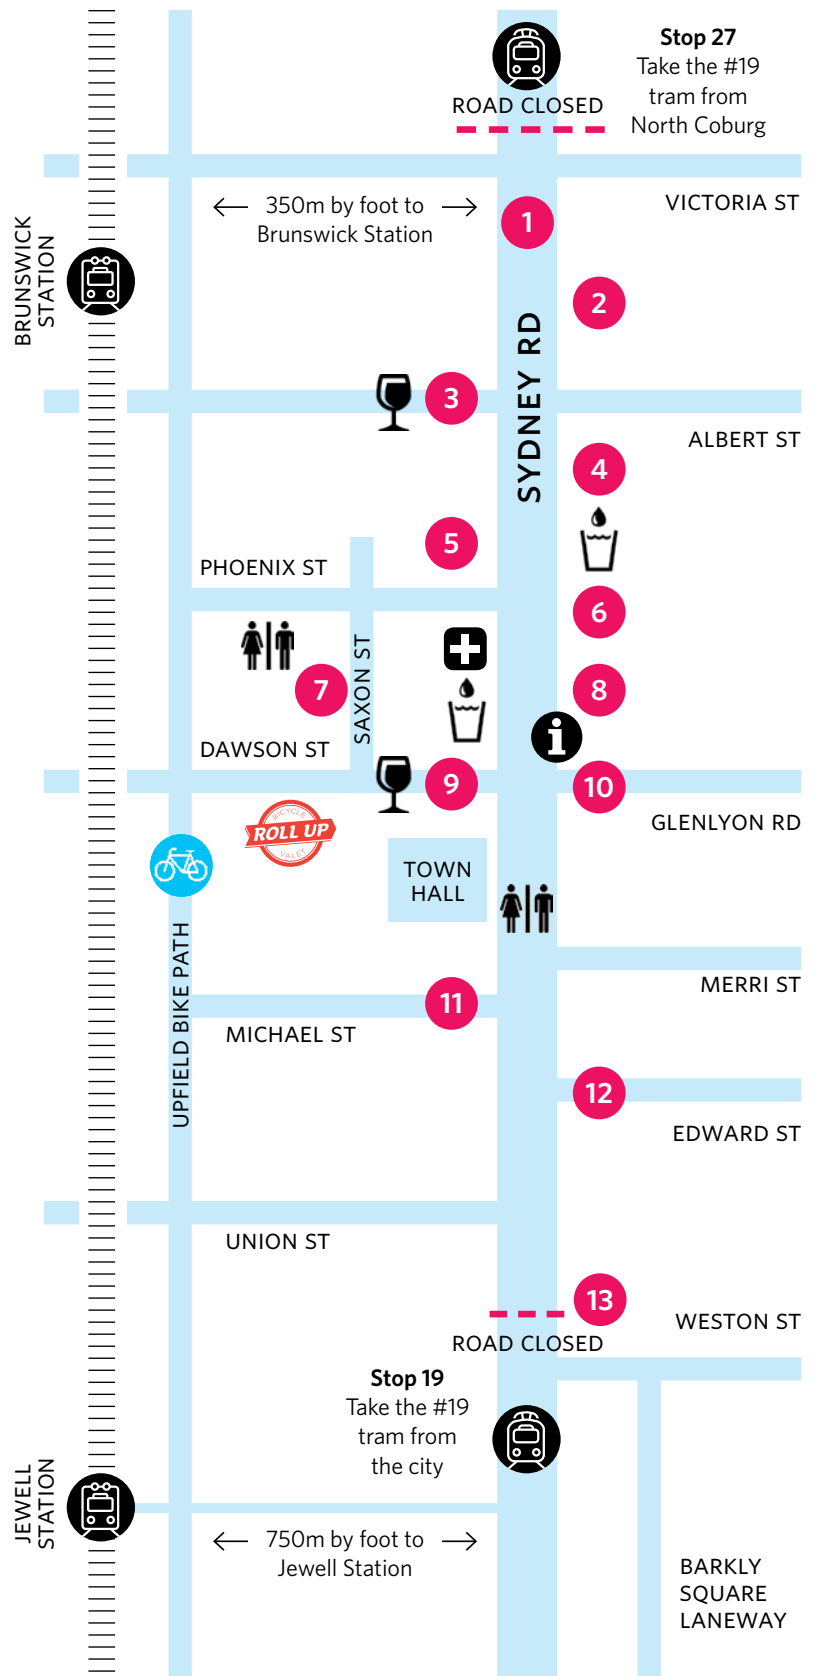 Stop 27
Take the #19
tram from
North Coburg
ROAD CLOSED
VICTORIA ST
350m by foot to
Brunswick Station
1
BRUNSWICK
STATION
2
SYDNEY RD
3
ALBERT ST
4
5
PHOENIX ST
6
SAXON ST
7
8
i
DAWSON ST
9
10
GLENLYON RD
BICYCLE
ROLL UP
VALET
TOWN
HALL
UPFIELD BIKE PATH
MERRI ST
11
MICHAEL ST
12
EDWARD ST
UNION ST
13
WESTON ST
ROAD CLOSED
Stop 19
Take the #19
tram from
the city
JEWELL
STATION
750m by foot to
Jewell Station
BARKLY
SQUARE
LANEWAY